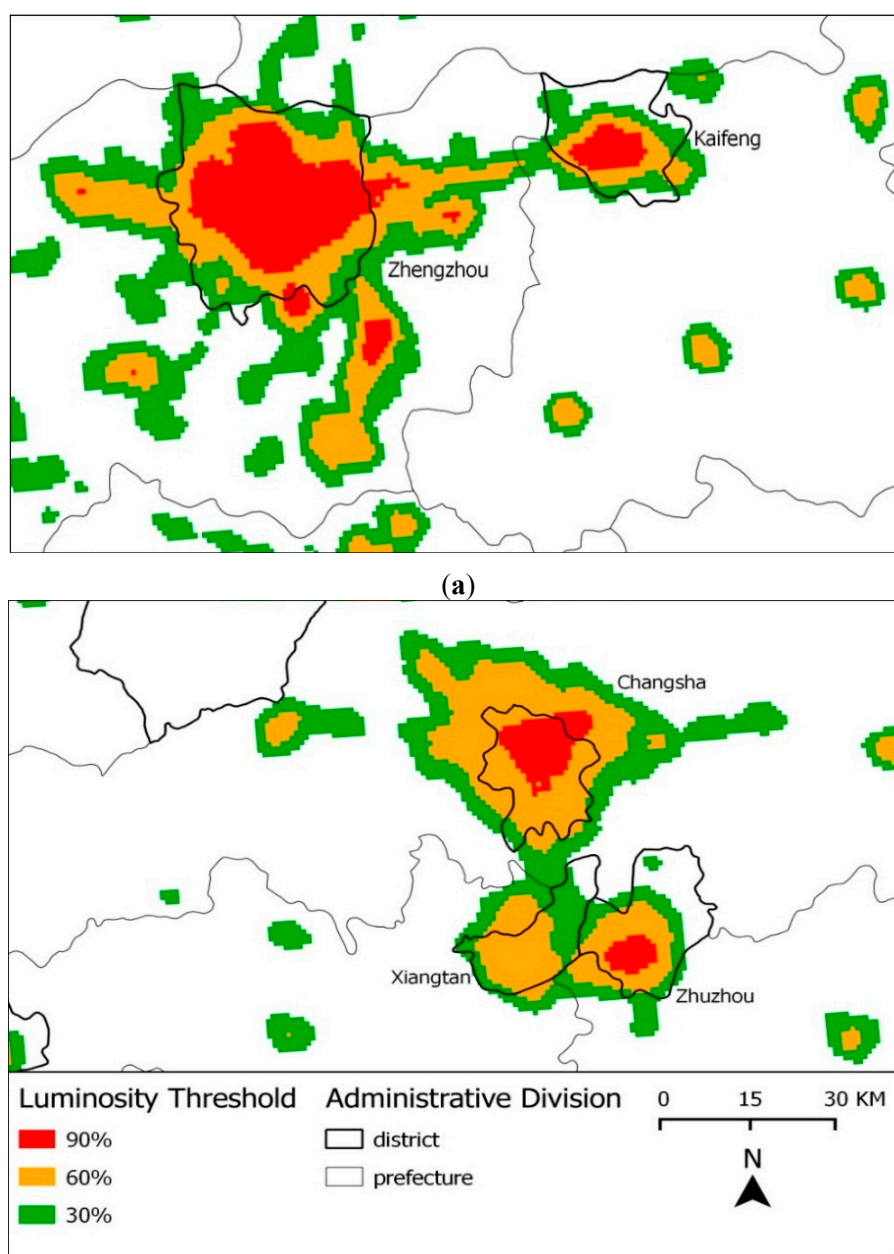 Kaifeng
Zhengzhou
(a)
Changsha
Xiangtan
Zhuzhou
Luminosity Threshold
90%
60%
30%
Administrative Division
district
prefecture
0 15 30 KM
N